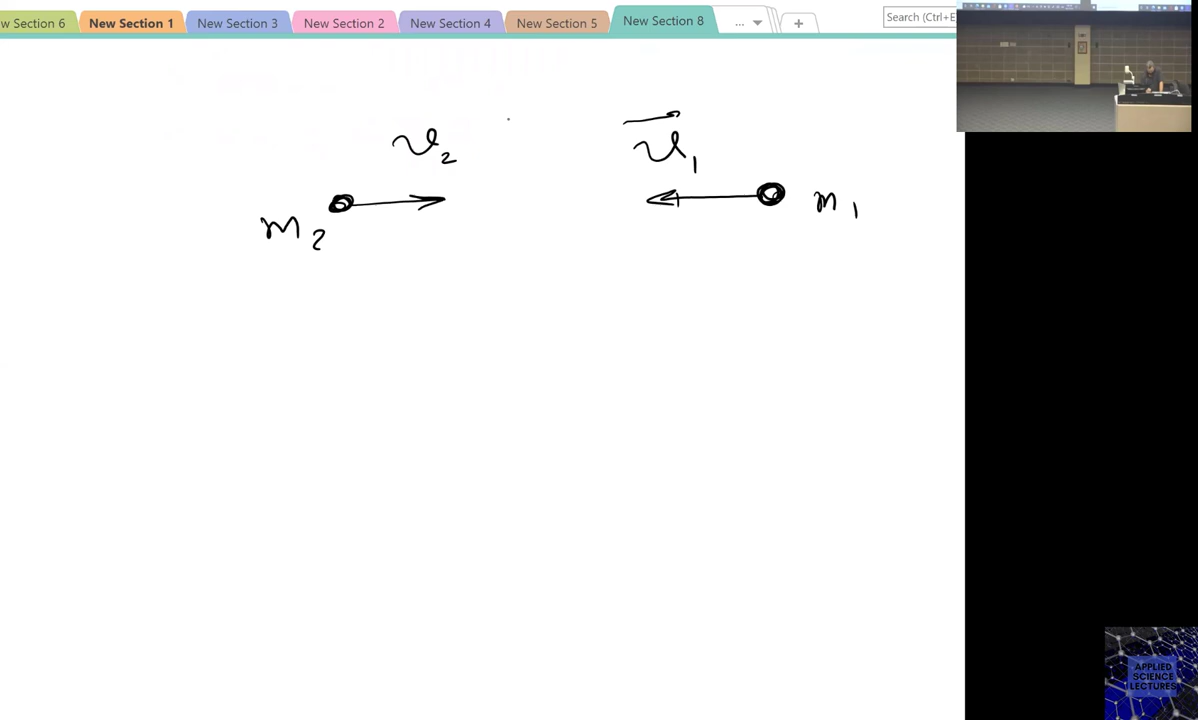 w Section 6 New Section 1 New Section 3 New Section 2 New Section 4 New Section 5 New Section 8 ... + Search (Ctrl+E
v₂ v⃗₁
m₂ m₁
APPLIED
SCIENCE
LECTURES